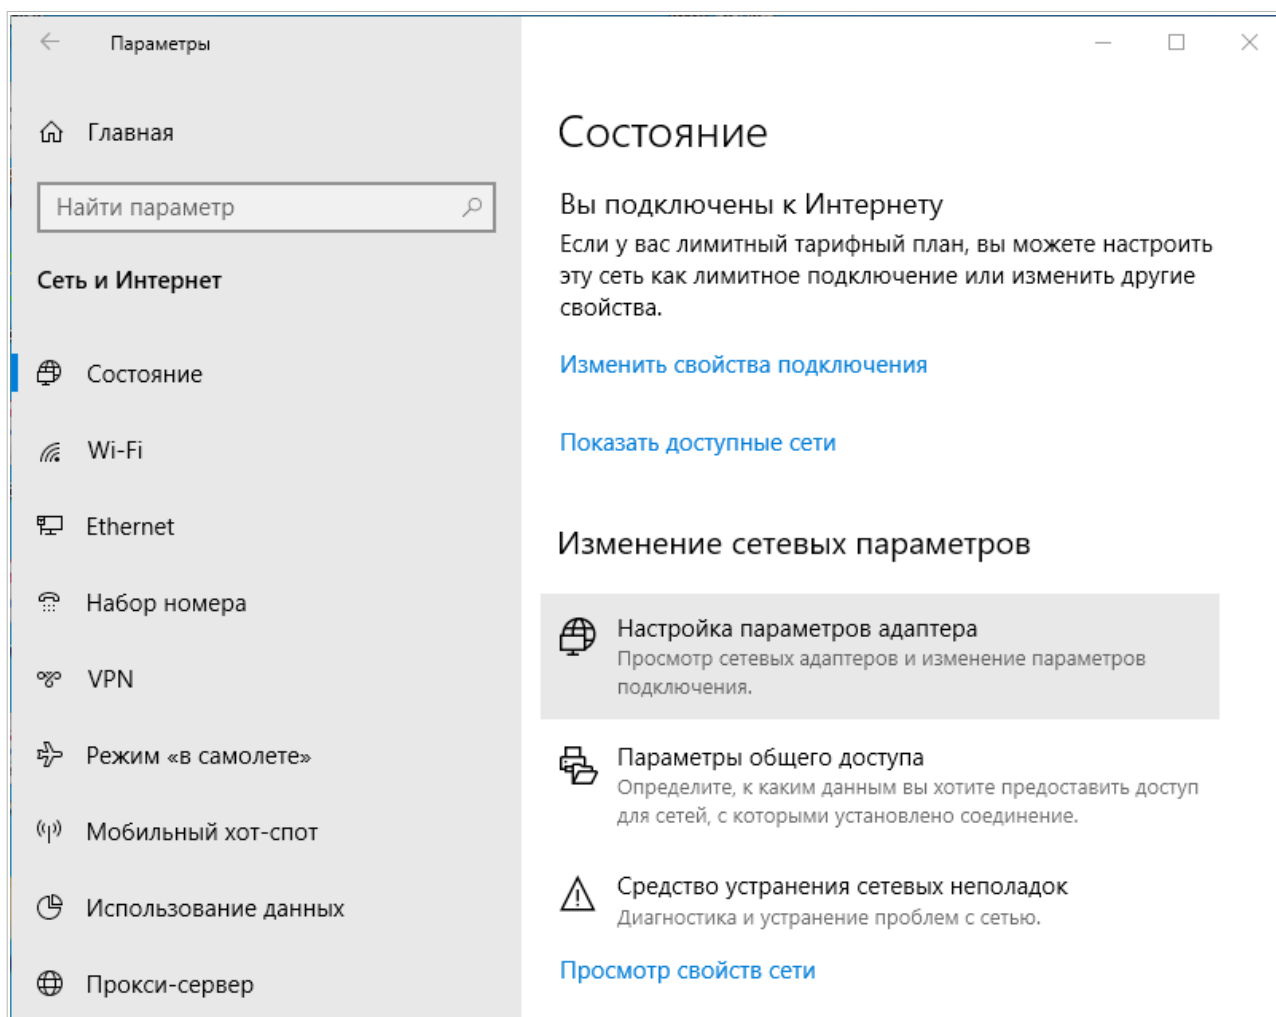 Параметры
Главная
Найти параметр
Сеть и Интернет
Состояние
Wi-Fi
Ethernet
Набор номера
VPN
Режим «в самолете»
Мобильный хот-спот
Использование данных
Прокси-сервер
Состояние
Вы подключены к Интернету
Если у вас лимитный тарифный план, вы можете настроить
эту сеть как лимитное подключение или изменить другие
свойства.
Изменить свойства подключения
Показать доступные сети
Изменение сетевых параметров
Настройка параметров адаптера
Просмотр сетевых адаптеров и изменение параметров
подключения.
Параметры общего доступа
Определите, к каким данным вы хотите предоставить доступ
для сетей, с которыми установлено соединение.
Средство устранения сетевых неполадок
Диагностика и устранение проблем с сетью.
Просмотр свойств сети